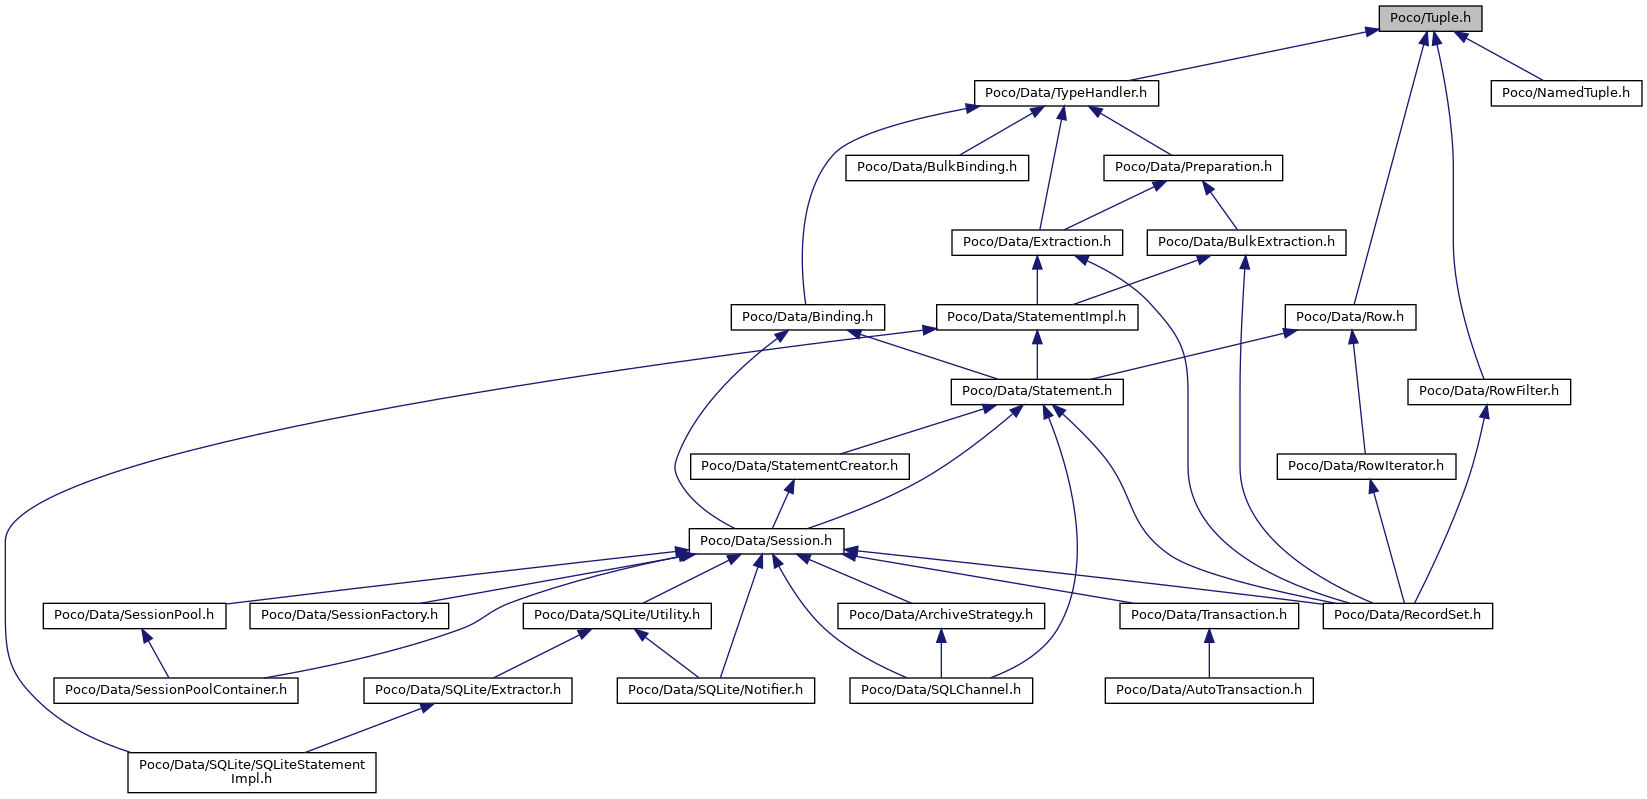 Poco/Tuple.h
Poco/Data/TypeHandler.h
Poco/NamedTuple.h
Poco/Data/BulkBinding.h
Poco/Data/Preparation.h
Poco/Data/Extraction.h
Poco/Data/BulkExtraction.h
Poco/Data/Binding.h
Poco/Data/StatementImpl.h
Poco/Data/Row.h
Poco/Data/Statement.h
Poco/Data/RowFilter.h
Poco/Data/StatementCreator.h
Poco/Data/RowIterator.h
Poco/Data/Session.h
Poco/Data/SessionPool.h
Poco/Data/SessionFactory.h
Poco/Data/SQLite/Utility.h
Poco/Data/ArchiveStrategy.h
Poco/Data/Transaction.h
Poco/Data/RecordSet.h
Poco/Data/SessionPoolContainer.h
Poco/Data/SQLite/Extractor.h
Poco/Data/SQLite/Notifier.h
Poco/Data/SQLChannel.h
Poco/Data/AutoTransaction.h
Poco/Data/SQLite/SQLiteStatement
Impl.h